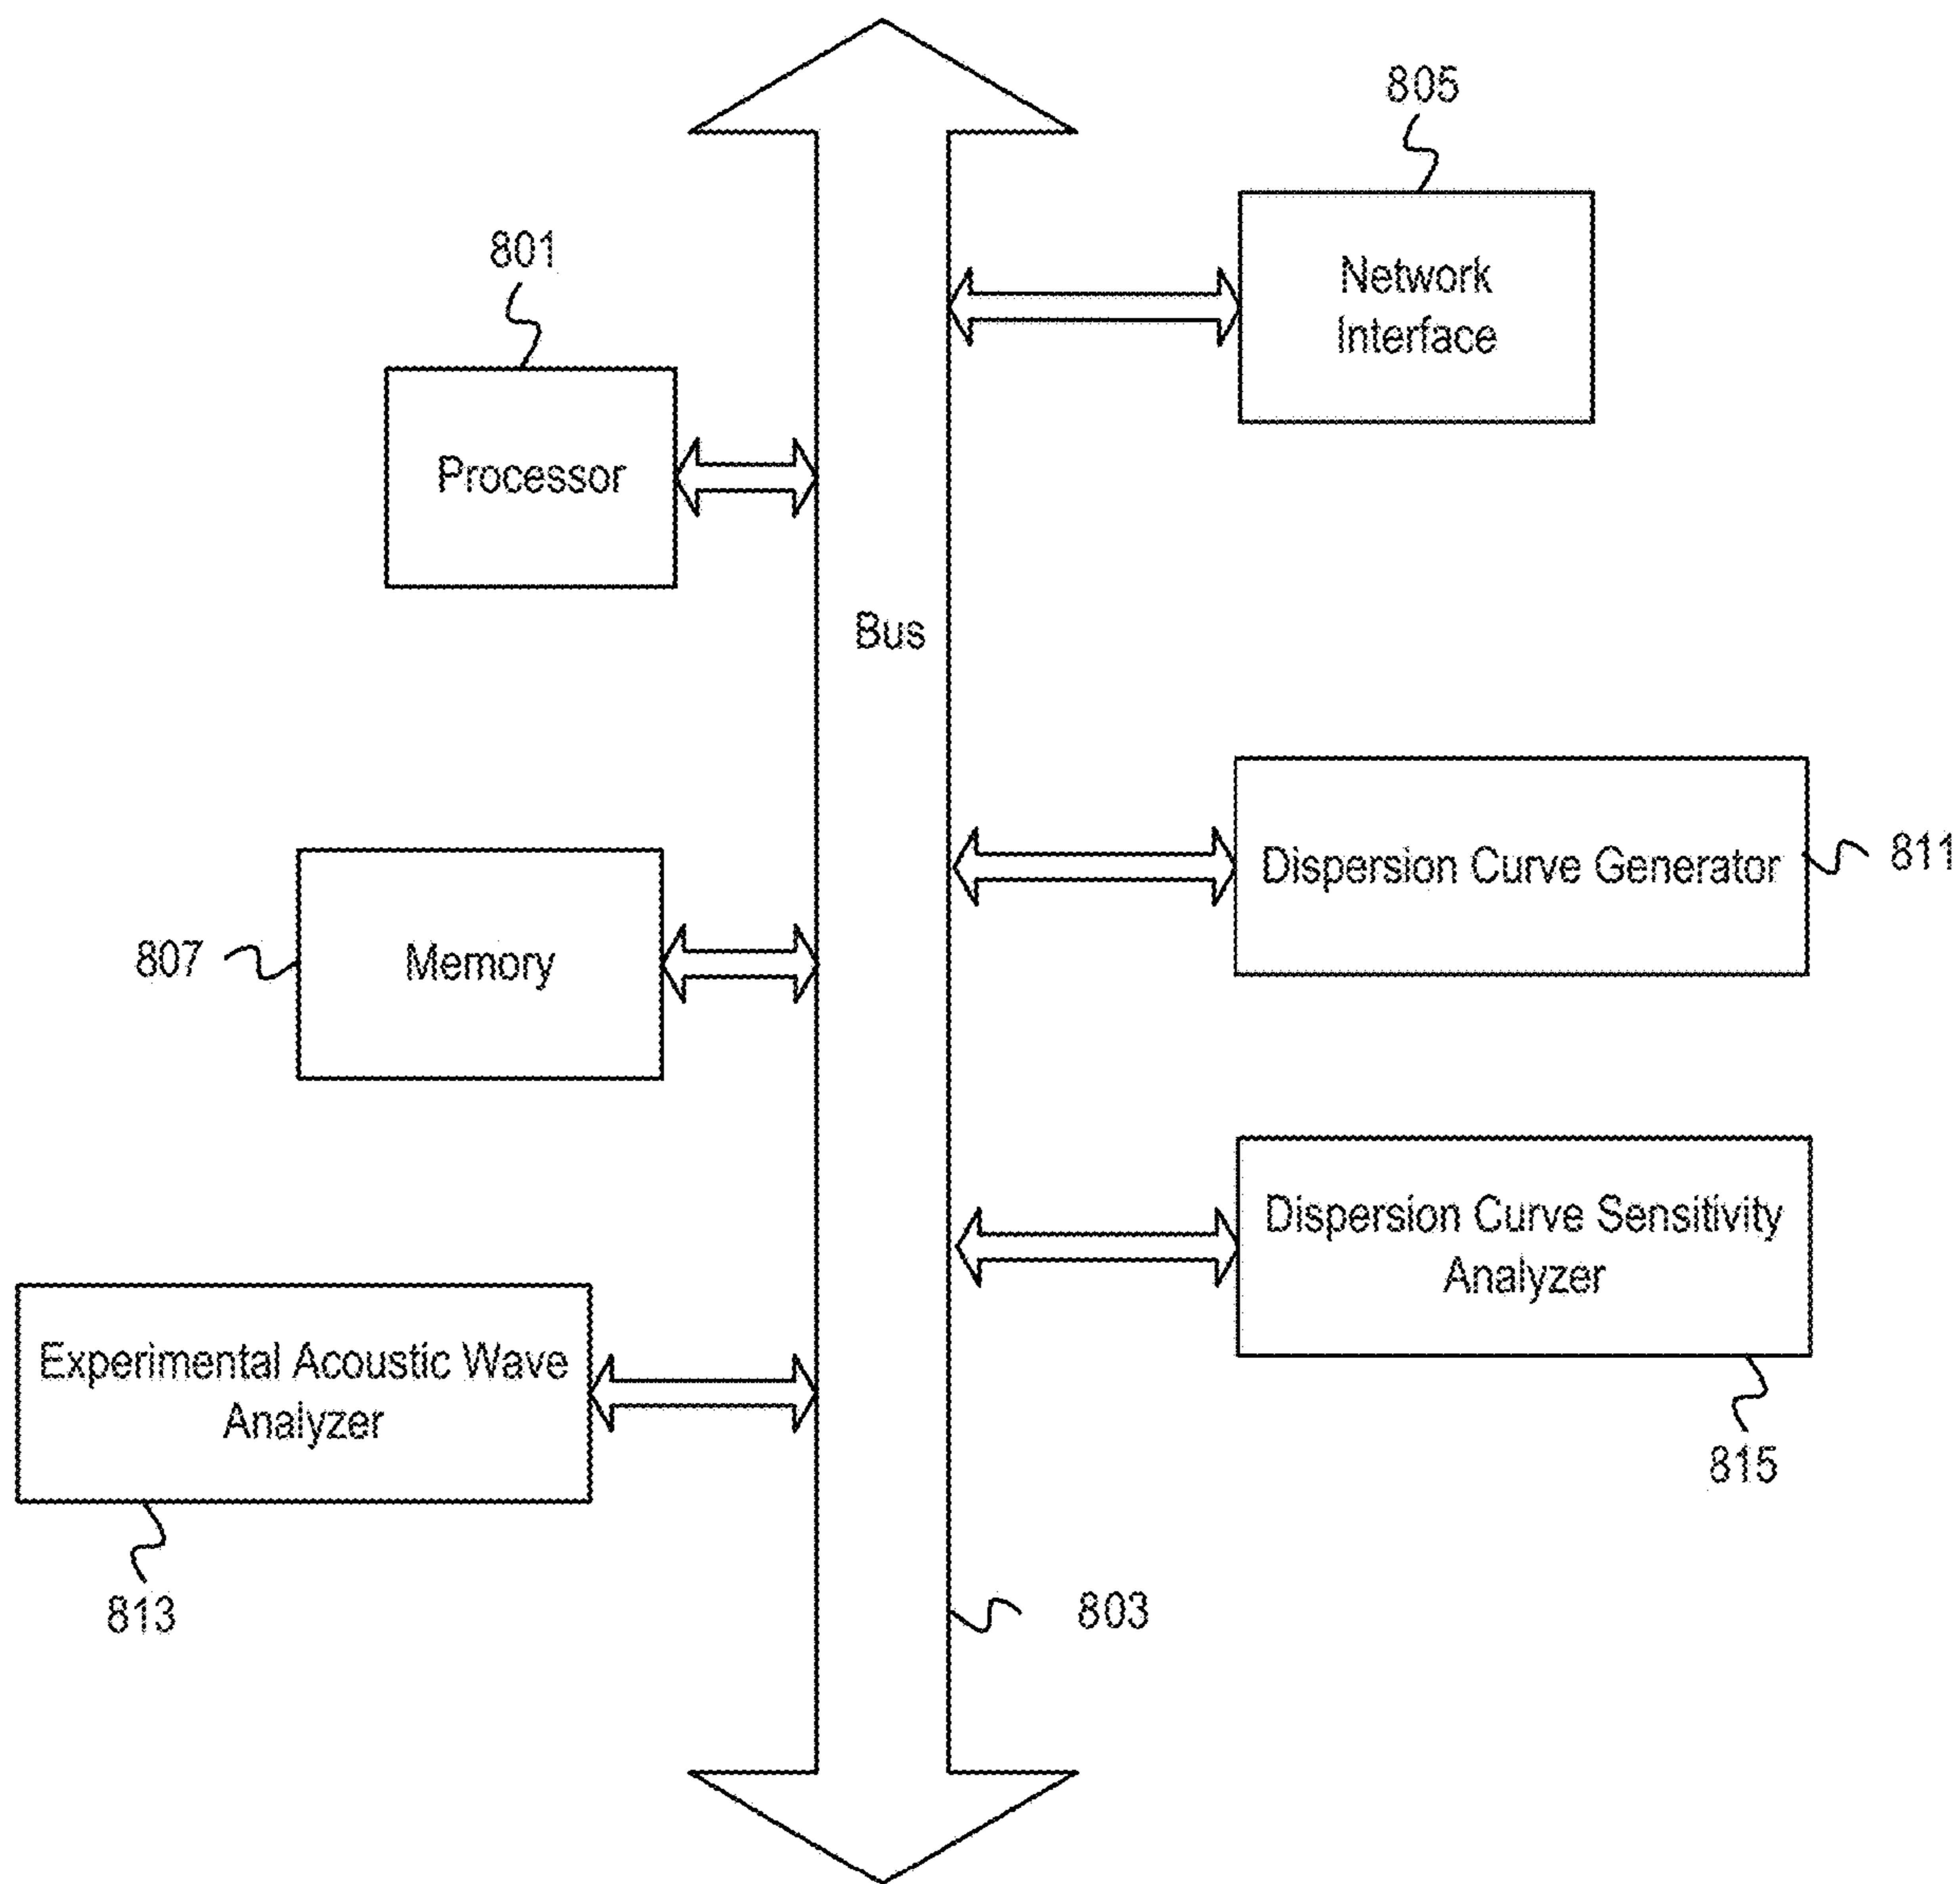 805
Network
Interface
801
Processor
Bus
Dispersion Curve Generator
811
807
Memory
Dispersion Curve Sensitivity
Analyzer
815
Experimental Acoustic Wave
Analyzer
813
803